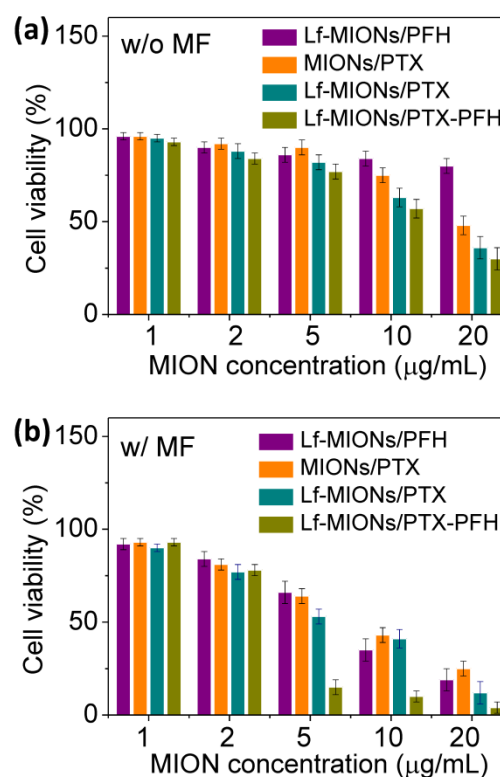 (a)
w/o MF
Lf-MIONs/PFH
MIONs/PTX
Lf-MIONs/PTX
Lf-MIONs/PTX-PFH
Cell viability (%)
150
100
50
0
1 2 5 10 20
MION concentration (μg/mL)
(b)
w/ MF
Lf-MIONs/PFH
MIONs/PTX
Lf-MIONs/PTX
Lf-MIONs/PTX-PFH
Cell viability (%)
150
100
50
0
1 2 5 10 20
MION concentration (μg/mL)